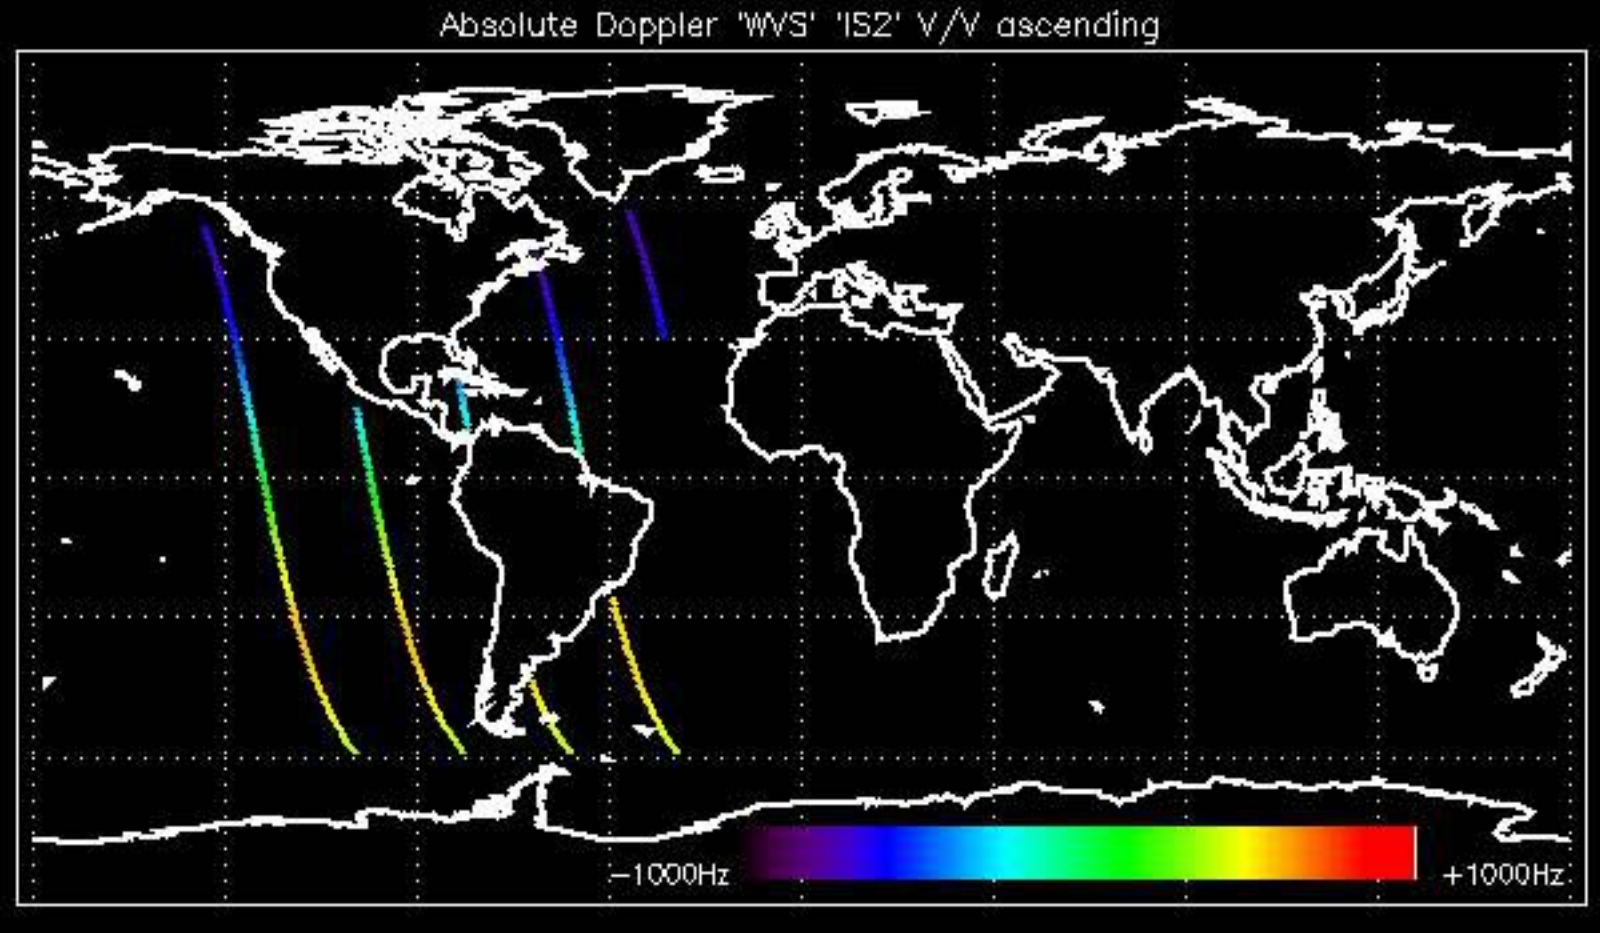 Absolute Doppler 'WVS' 'IS2' V/V ascending
−1000Hz +1000Hz